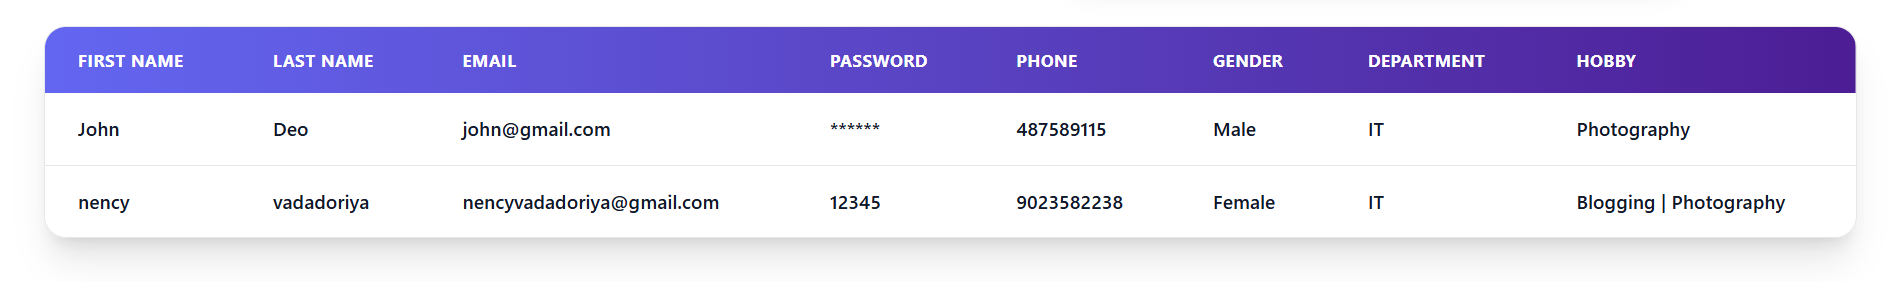 FIRST NAME LAST NAME EMAIL PASSWORD PHONE GENDER DEPARTMENT HOBBY
John Deo john@gmail.com ****** 487589115 Male IT Photography
nency vadadoriya nencyvadadoriya@gmail.com 12345 9023582238 Female IT Blogging | Photography